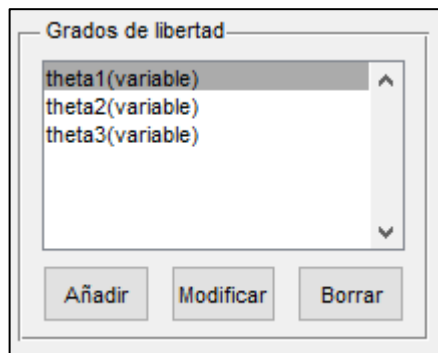 Grados de libertad
theta1(variable)
theta2(variable)
theta3(variable)
Añadir Modificar Borrar